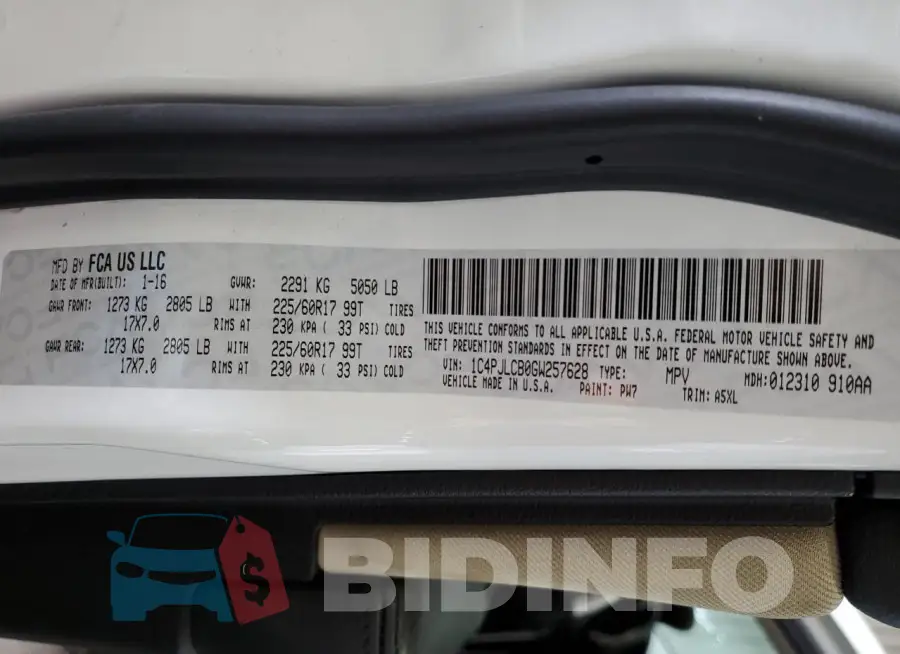 MFD BY FCA US LLC
DATE OF MFR(BUILT): 1-16 GVWR: 2291 KG 5050 LB
GAWR FRONT: 1273 KG 2805 LB WITH 225/60R17 99T TIRES
17X7.0 RIMS AT 230 KPA ( 33 PSI) COLD
GAWR REAR: 1273 KG 2805 LB WITH 225/60R17 99T TIRES
17X7.0 RIMS AT 230 KPA ( 33 PSI) COLD
THIS VEHICLE CONFORMS TO ALL APPLICABLE U.S.A. FEDERAL MOTOR VEHICLE SAFETY AND
THEFT PREVENTION STANDARDS IN EFFECT ON THE DATE OF MANUFACTURE SHOWN ABOVE.
VIN: 1C4PJLCB0GW257628 TYPE: MPV MDH:012310 910AA
VEHICLE MADE IN U.S.A. PAINT: PW7 TRIM: A5XL
$ BIDINFO